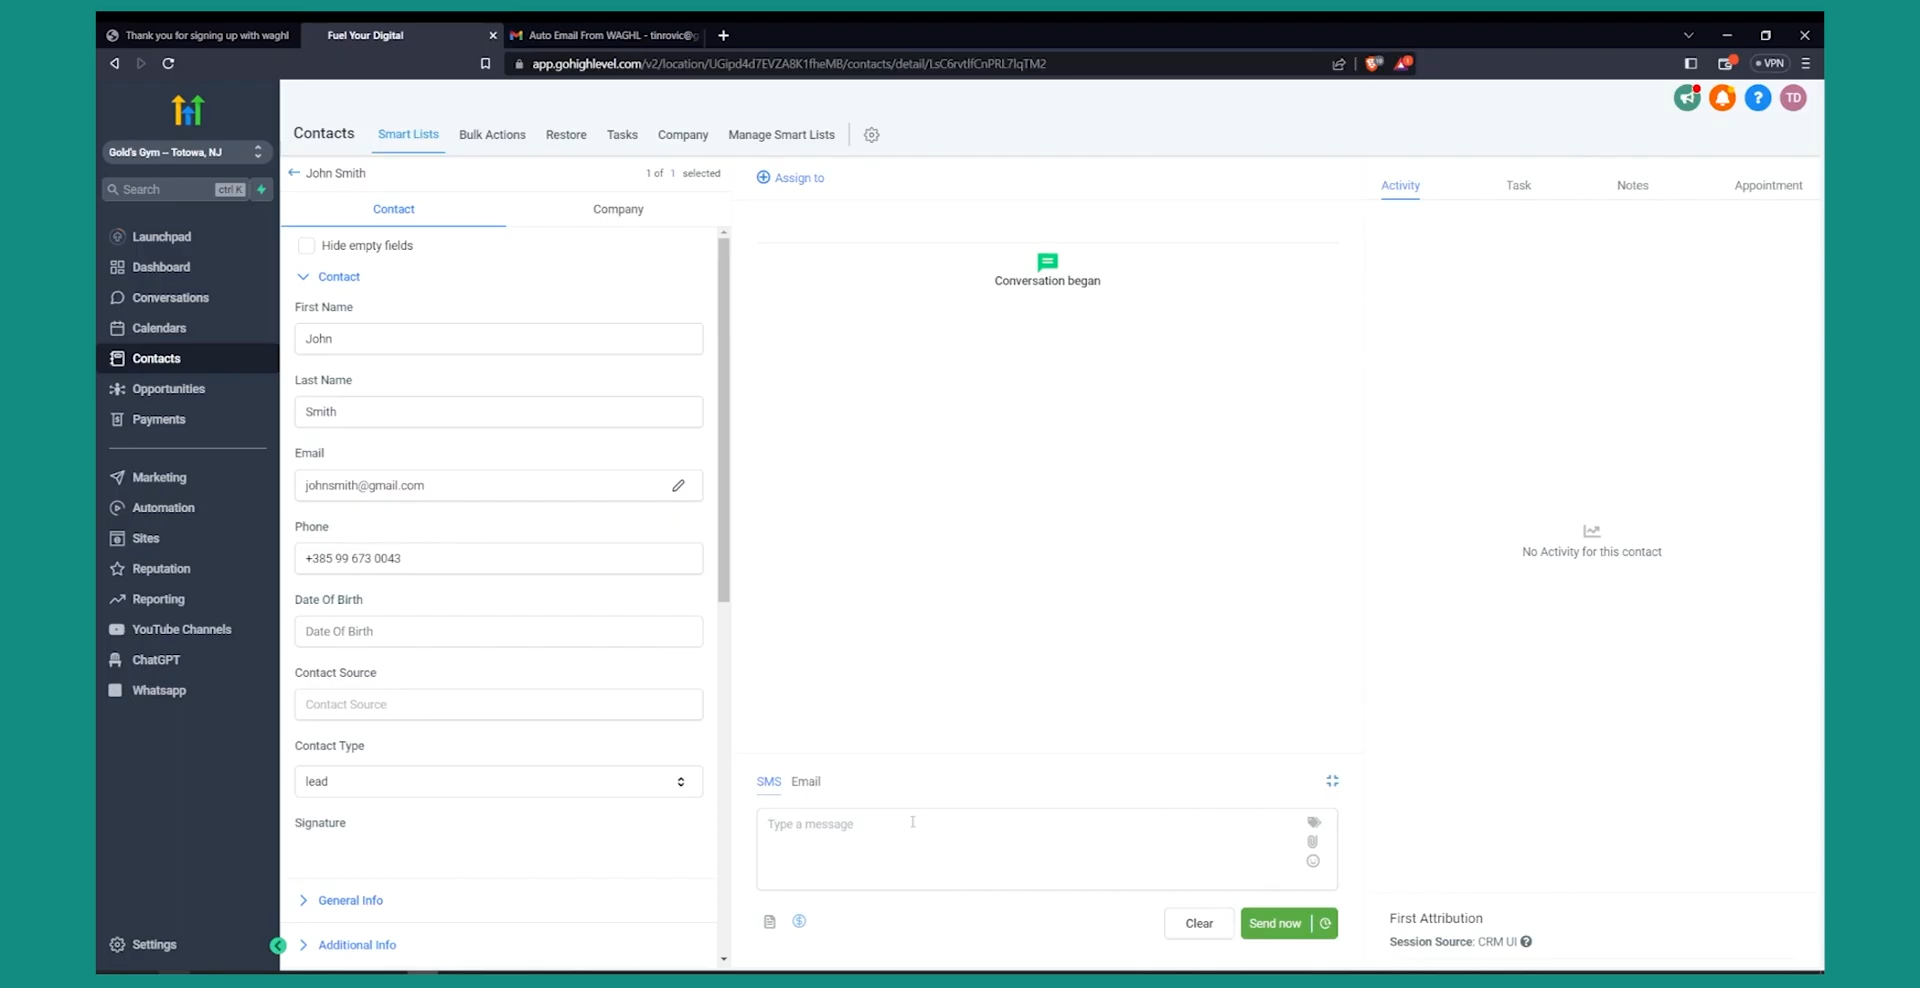 Thank you for signing up with waghl
Fuel Your Digital
Auto Email From WAGHL - tinrovic@g
app.gohighlevel.com/v2/location/UGipd4d7EVZA8K1fheMB/contacts/detail/LsC6rvtIfCnPRL7lqTM2
VPN
TD
Gold's Gym – Totowa, NJ
Search
ctrl K
Launchpad
Dashboard
Conversations
Calendars
Contacts
Opportunities
Payments
Marketing
Automation
Sites
Reputation
Reporting
YouTube Channels
ChatGPT
Whatsapp
Settings
Contacts
Smart Lists
Bulk Actions
Restore
Tasks
Company
Manage Smart Lists
John Smith
1 of 1 selected
Contact
Company
Hide empty fields
Contact
First Name
John
Last Name
Smith
Email
johnsmith@gmail.com
Phone
+385 99 673 0043
Date Of Birth
Date Of Birth
Contact Source
Contact Source
Contact Type
lead
Signature
General Info
Additional Info
Assign to
Conversation began
SMS
Email
Type a message
Clear
Send now
Activity
Task
Notes
Appointment
No Activity for this contact
First Attribution
Session Source: CRM UI